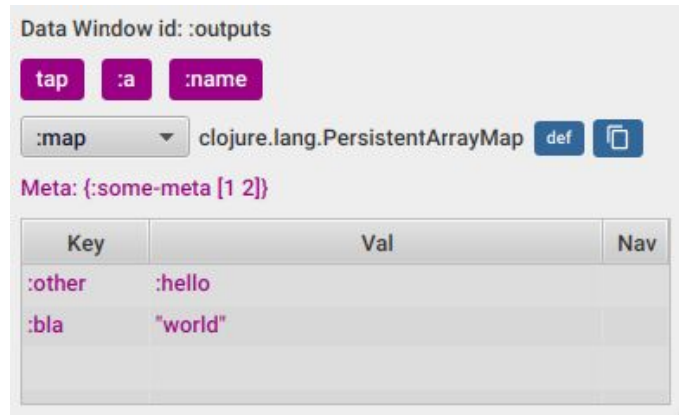 Data Window id: :outputs
tap :a :name
:map clojure.lang.PersistentArrayMap def
Meta: {:some-meta [1 2]}
Key Val Nav
:other :hello
:bla "world"